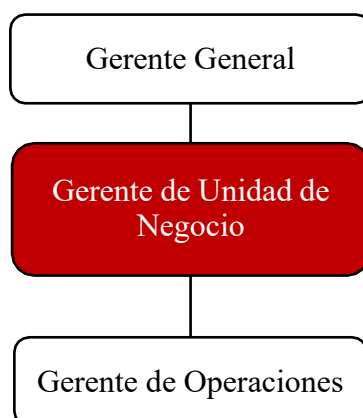 Gerente General
Gerente de Unidad de
Negocio
Gerente de Operaciones